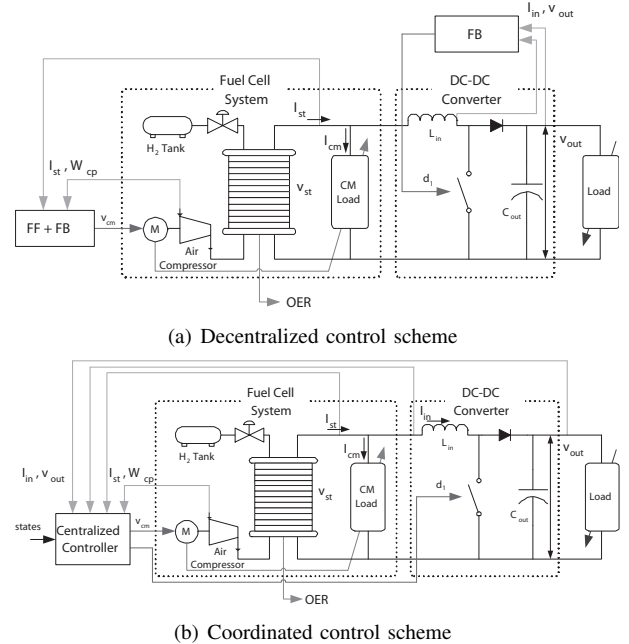 I_in , v_out
FB
Fuel Cell
System
DC-DC
Converter
I_st
H_2 Tank
I_cm
L_in
v_out
I_st , W_cp
v_st
CM
Load
d_1
C_out
Load
FF + FB
v_cm
M
Air
Compressor
OER
(a) Decentralized control scheme
Fuel Cell
System
DC-DC
Converter
I_st
I_in
H_2 Tank
I_cm
L_in
v_out
I_in , v_out
I_st , W_cp
v_st
CM
Load
d_1
C_out
Load
states
Centralized
Controller
v_cm
M
Air
Compressor
OER
(b) Coordinated control scheme